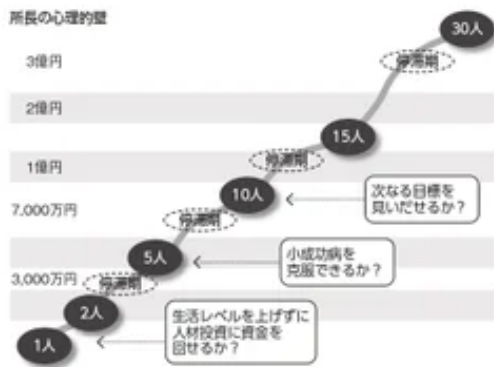 所長の心理的壁
30人
3億円
停滞期
2億円
15人
1億円
停滞期
10人
次なる目標を
見いだせるか?
7,000万円
停滞期
5人
小成功病を
克服できるか?
3,000万円
停滞期
2人
生活レベルを上げずに
人材投資に資金を
回せるか?
1人